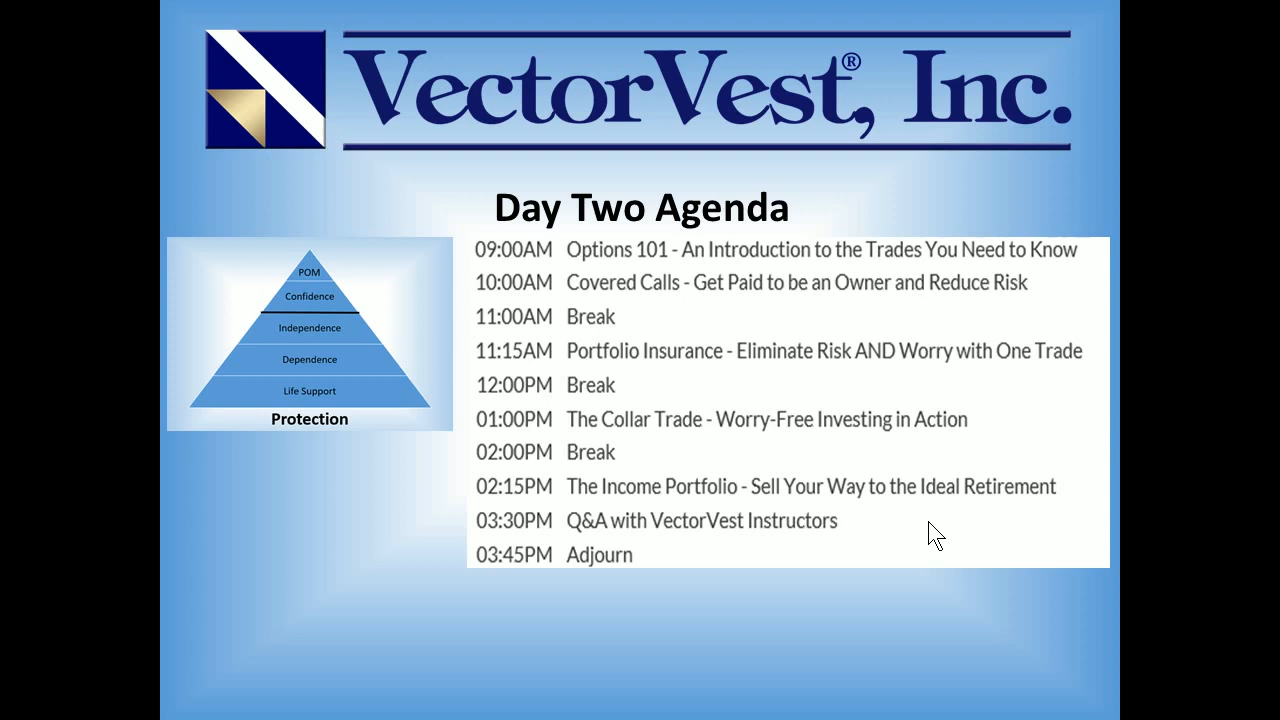 VectorVest®, Inc.
Day Two Agenda
POM
Confidence
Independence
Dependence
Life Support
Protection
09:00AM Options 101 - An Introduction to the Trades You Need to Know
10:00AM Covered Calls - Get Paid to be an Owner and Reduce Risk
11:00AM Break
11:15AM Portfolio Insurance - Eliminate Risk AND Worry with One Trade
12:00PM Break
01:00PM The Collar Trade - Worry-Free Investing in Action
02:00PM Break
02:15PM The Income Portfolio - Sell Your Way to the Ideal Retirement
03:30PM Q&A with VectorVest Instructors
03:45PM Adjourn